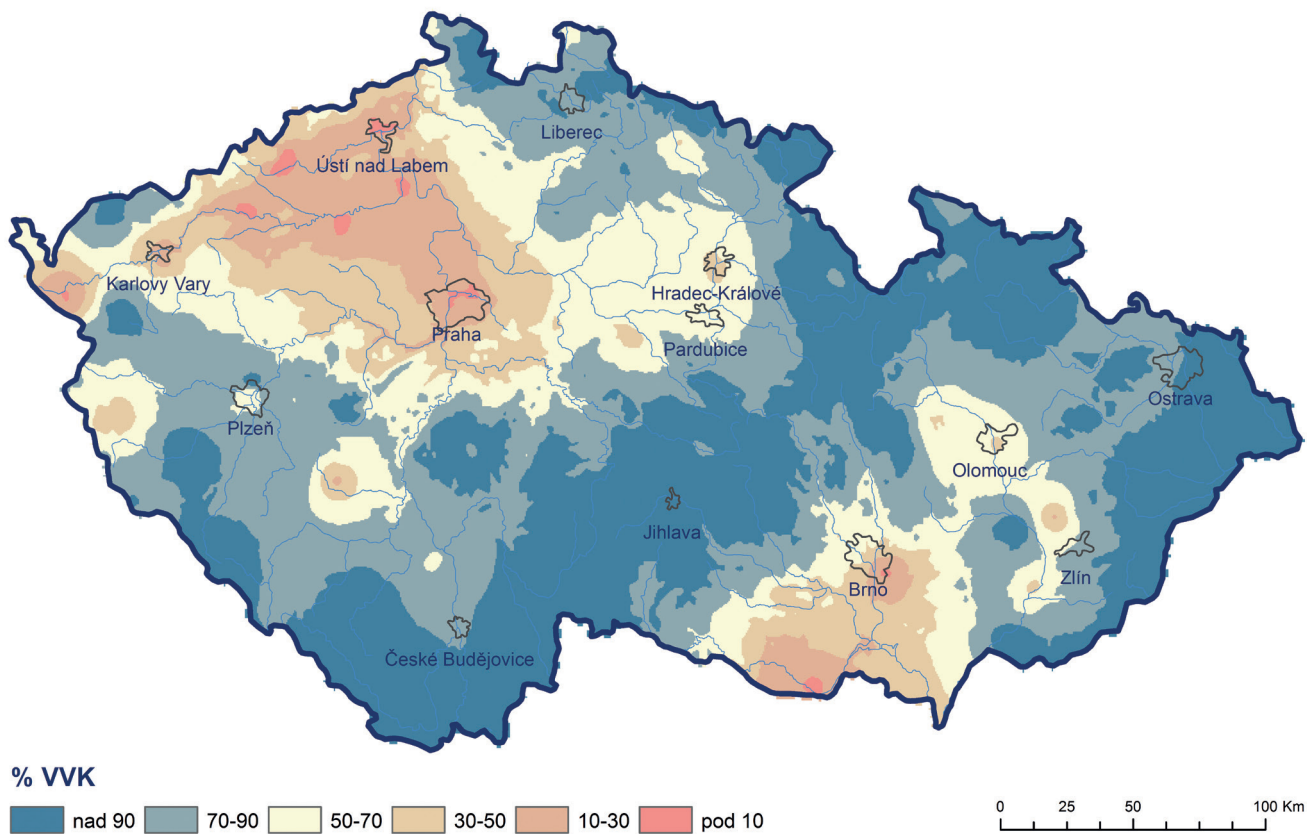 Liberec
Ústí nad Labem
Karlovy Vary
Hradec-Králové
Praha
Pardubice
Plzeň
Ostrava
Olomouc
Jihlava
Zlín
Brno
České Budějovice
% VVK
nad 90 70-90 50-70 30-50 10-30 pod 10
0 25 50 100 Km